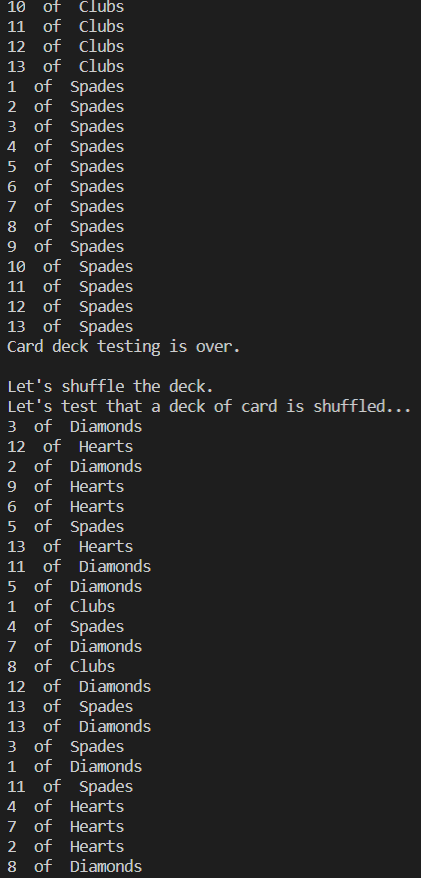 10  of  Clubs
11  of  Clubs
12  of  Clubs
13  of  Clubs
1  of  Spades
2  of  Spades
3  of  Spades
4  of  Spades
5  of  Spades
6  of  Spades
7  of  Spades
8  of  Spades
9  of  Spades
10  of  Spades
11  of  Spades
12  of  Spades
13  of  Spades
Card deck testing is over.

Let's shuffle the deck.
Let's test that a deck of card is shuffled...
3  of  Diamonds
12  of  Hearts
2  of  Diamonds
9  of  Hearts
6  of  Hearts
5  of  Spades
13  of  Hearts
11  of  Diamonds
5  of  Diamonds
1  of  Clubs
4  of  Spades
7  of  Diamonds
8  of  Clubs
12  of  Diamonds
13  of  Spades
13  of  Diamonds
3  of  Spades
1  of  Diamonds
11  of  Spades
4  of  Hearts
7  of  Hearts
2  of  Hearts
8  of  Diamonds